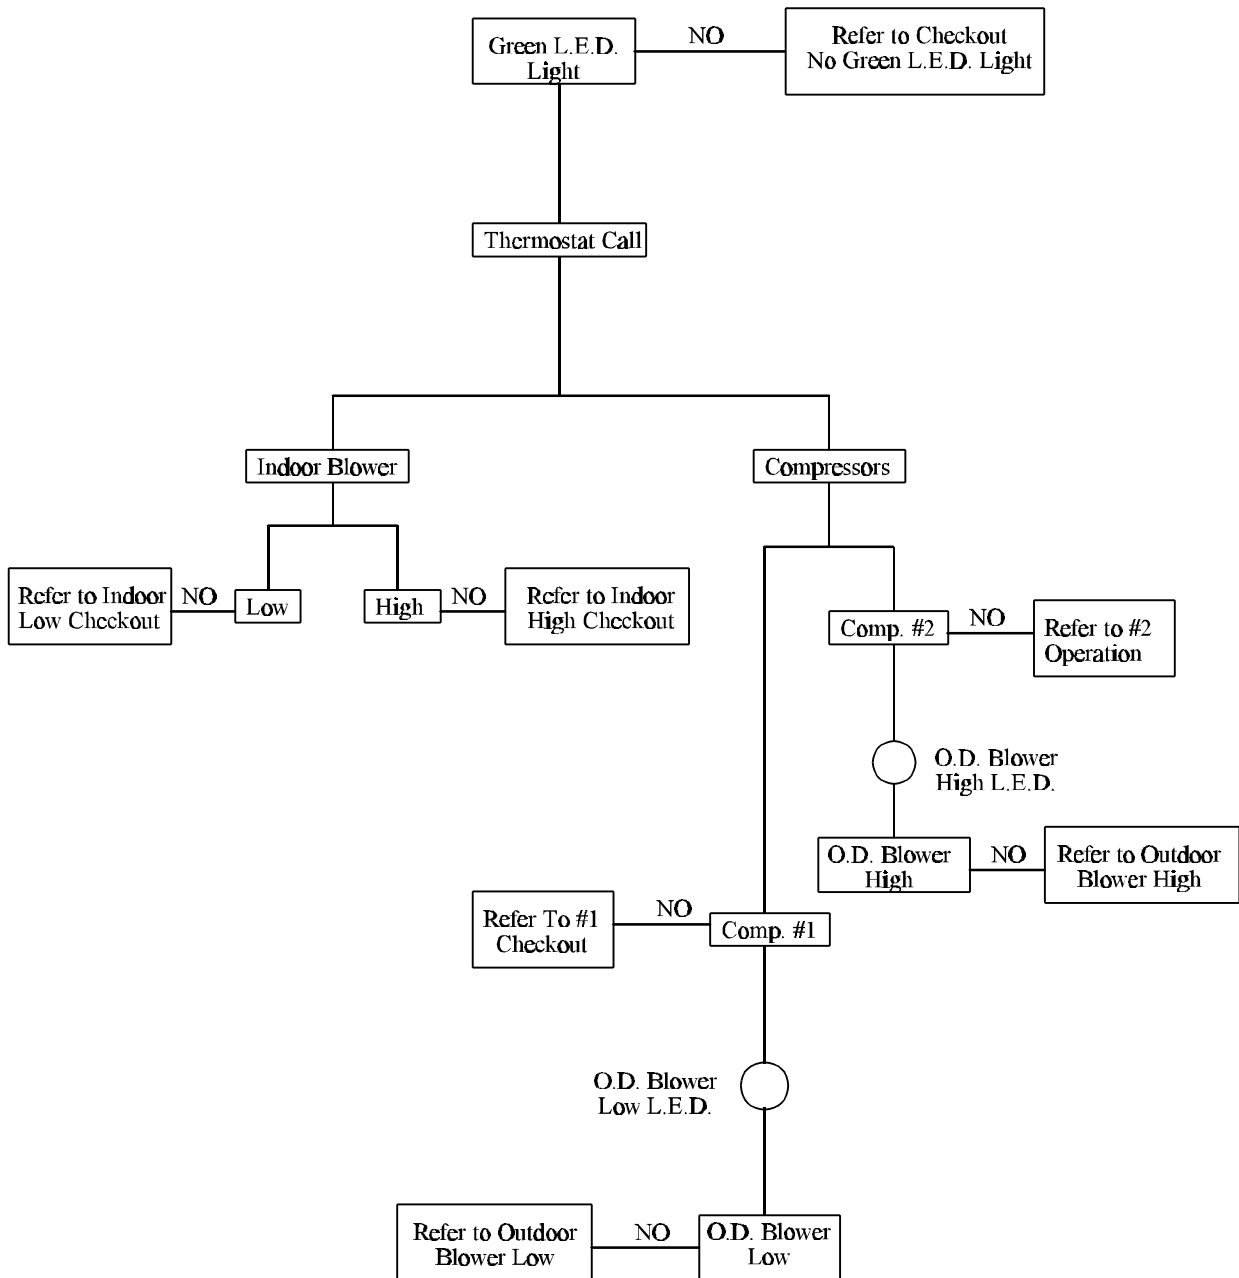 Green L.E.D.
Light
NO
Refer to Checkout
No Green L.E.D. Light
Thermostat Call
Indoor Blower
Compressors
Refer to Indoor
Low Checkout
NO
Low
High
NO
Refer to Indoor
High Checkout
Comp. #2
NO
Refer to #2
Operation
O.D. Blower
High L.E.D.
O.D. Blower
High
NO
Refer to Outdoor
Blower High
Refer To #1
Checkout
NO
Comp. #1
O.D. Blower
Low L.E.D.
Refer to Outdoor
Blower Low
NO
O.D. Blower
Low